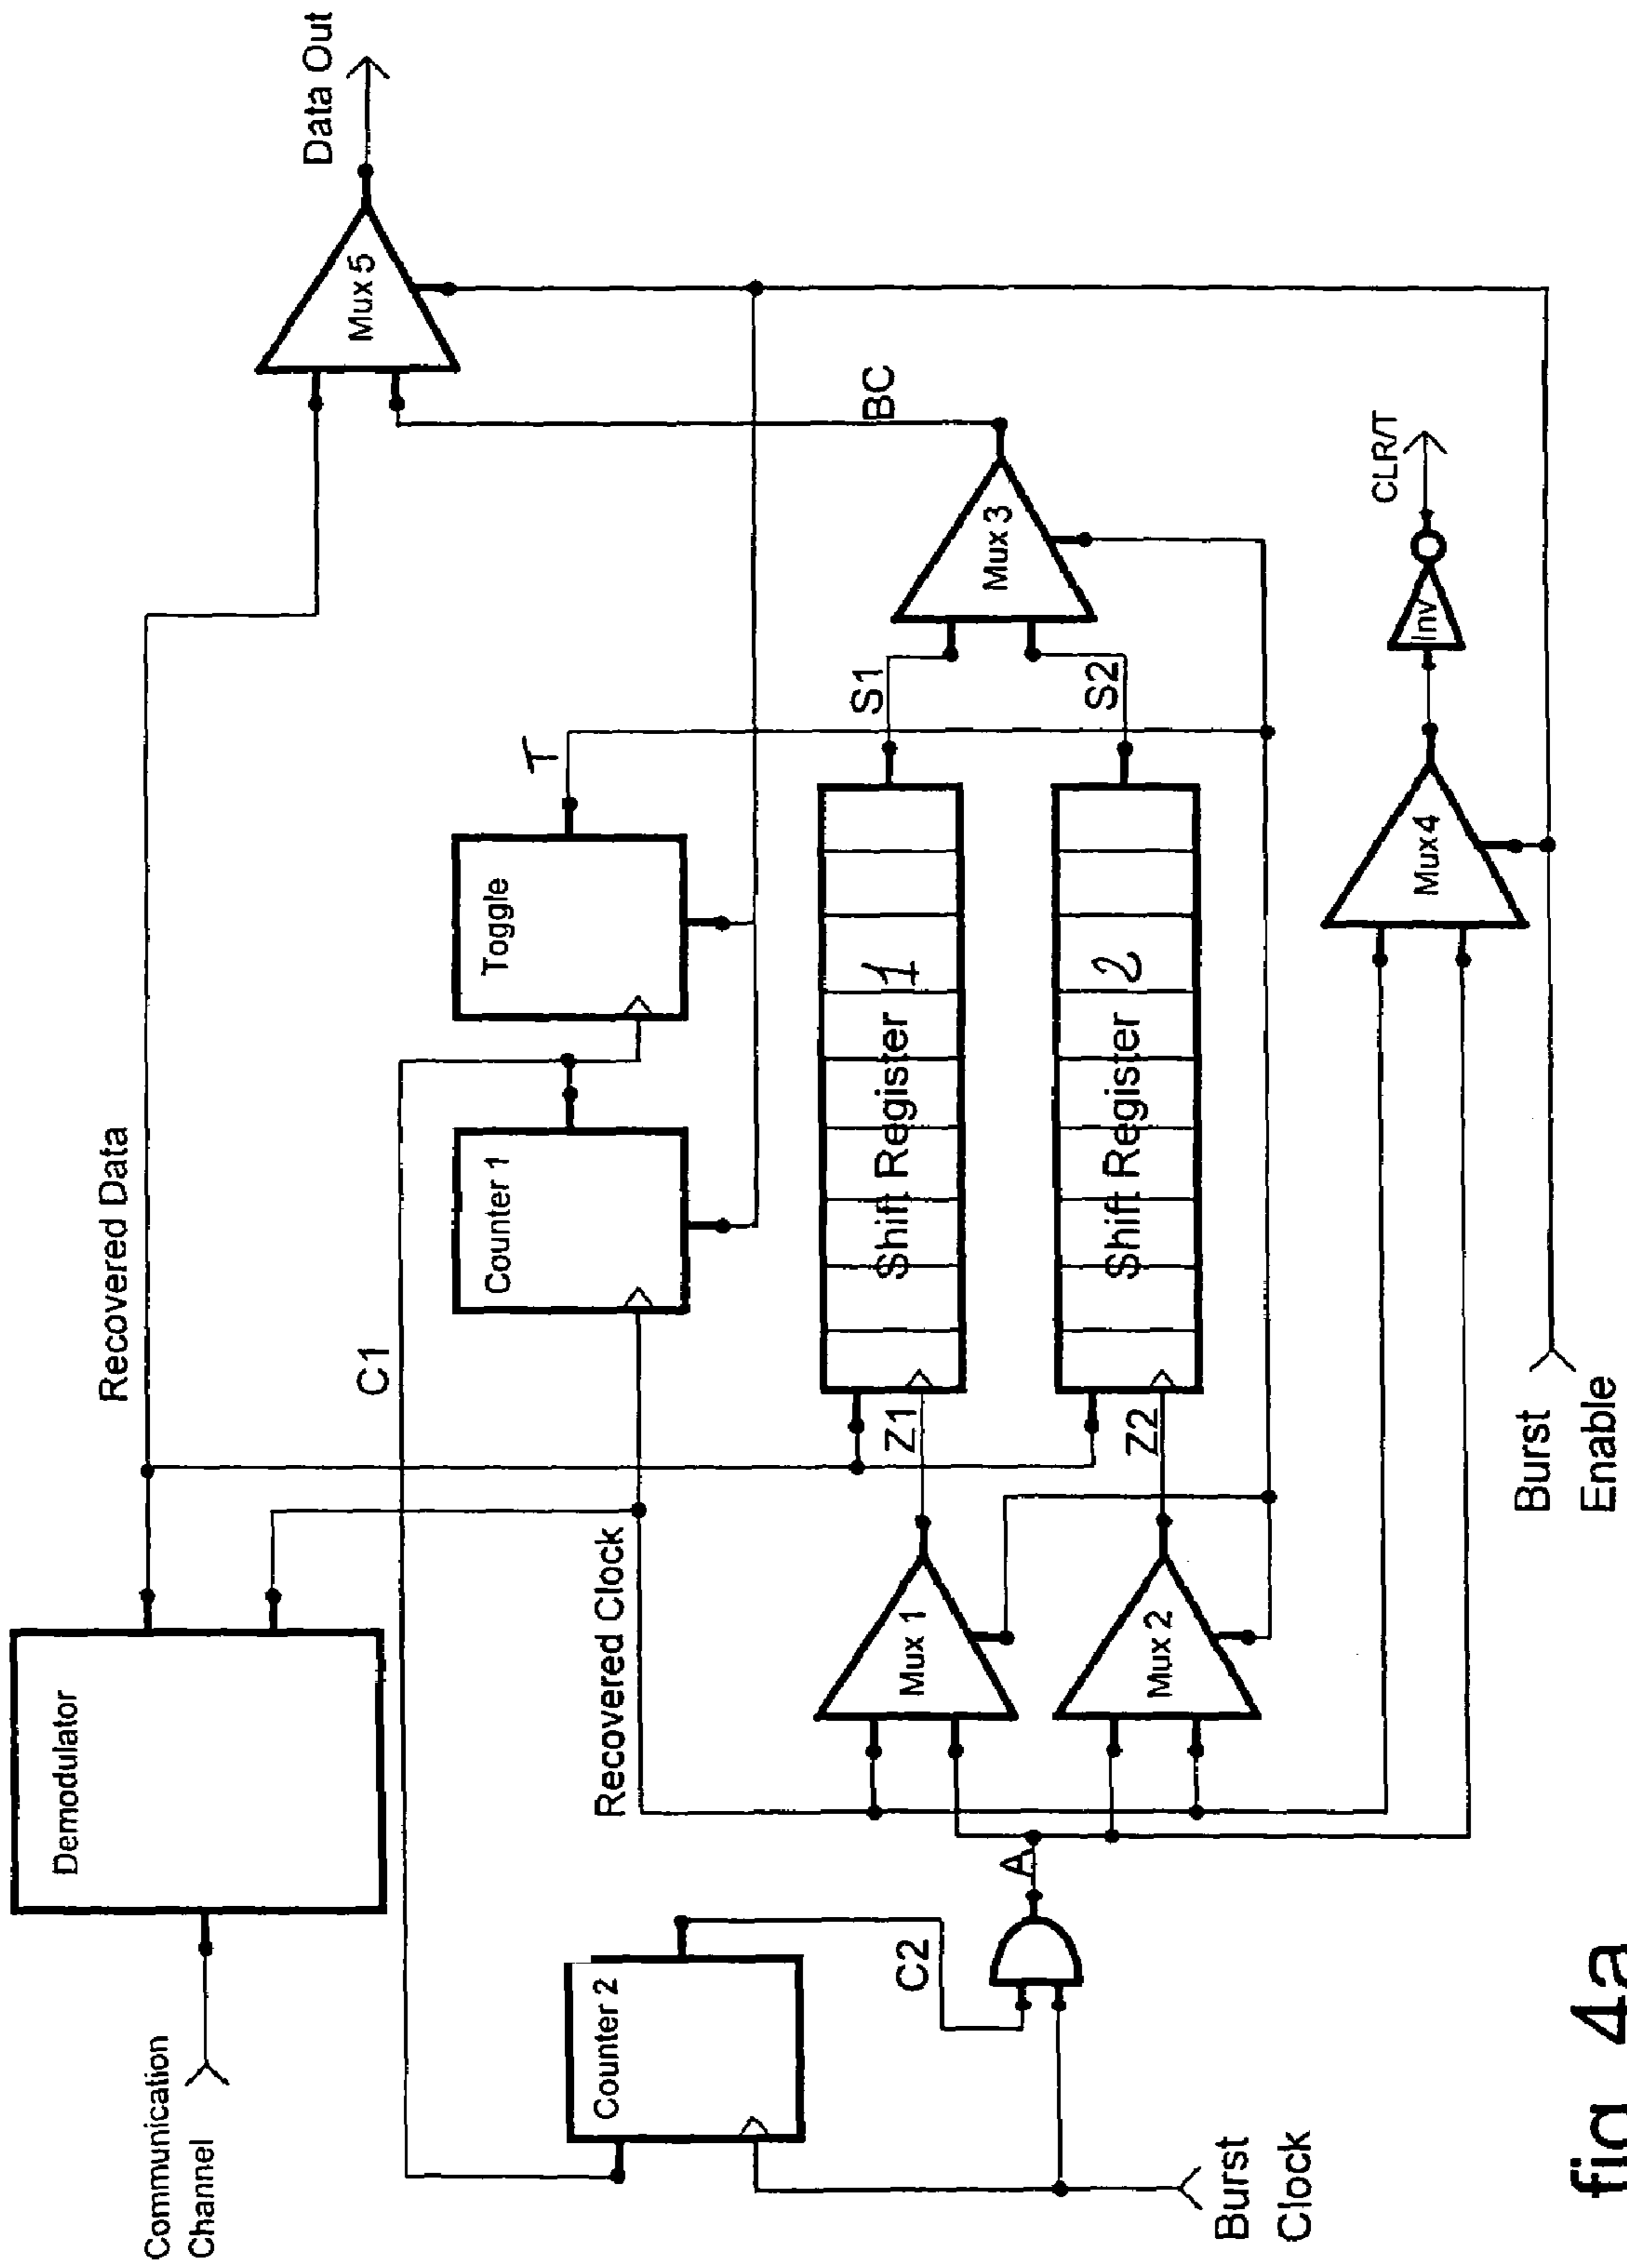 Communication
Channel
Demodulator
Recovered Data
Data Out
Mux 5
C1
Recovered Clock
Counter 1
Toggle
T
BC
Counter 2
C2
A
Burst
Clock
Mux 1
Mux 2
Z1
Z2
Shift Register 1
Shift Register 2
S1
S2
Mux 3
Mux4
Inv
CLR/T
Burst
Enable
fig 4a